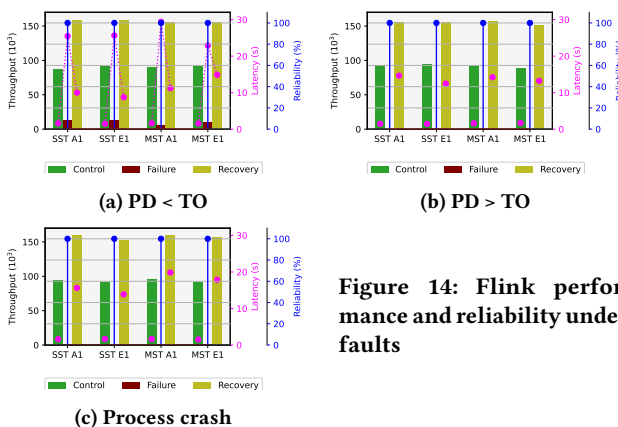 150
100
50
0
Throughput (10³)
30
20
10
0
Latency (s)
100
80
60
40
20
0
Reliability (%)
SST A1 SST E1 MST A1 MST E1
Control Failure Recovery
(a) PD < TO
150
100
50
0
Throughput (10³)
30
20
10
0
Latency (s)
100
80
60
40
20
0
Reliability (%)
SST A1 SST E1 MST A1 MST E1
Control Failure Recovery
(b) PD > TO
150
100
50
0
Throughput (10³)
30
20
10
0
Latency (s)
100
80
60
40
20
0
Reliability (%)
SST A1 SST E1 MST A1 MST E1
Control Failure Recovery
(c) Process crash
Figure 14: Flink perfor
mance and reliability unde
faults